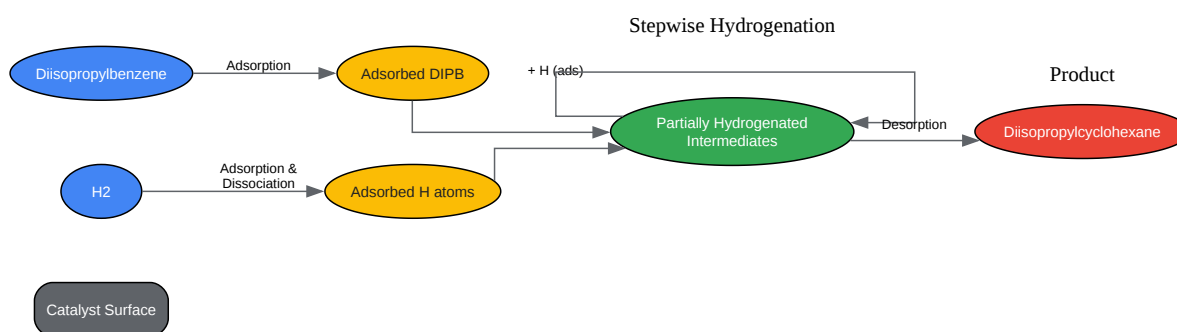 Stepwise Hydrogenation
Diisopropylbenzene
Adsorption
Adsorbed DIPB
+ H (ads)
Product
Partially Hydrogenated
Intermediates
Desorption
Diisopropylcyclohexane
H2
Adsorption &
Dissociation
Adsorbed H atoms
Catalyst Surface